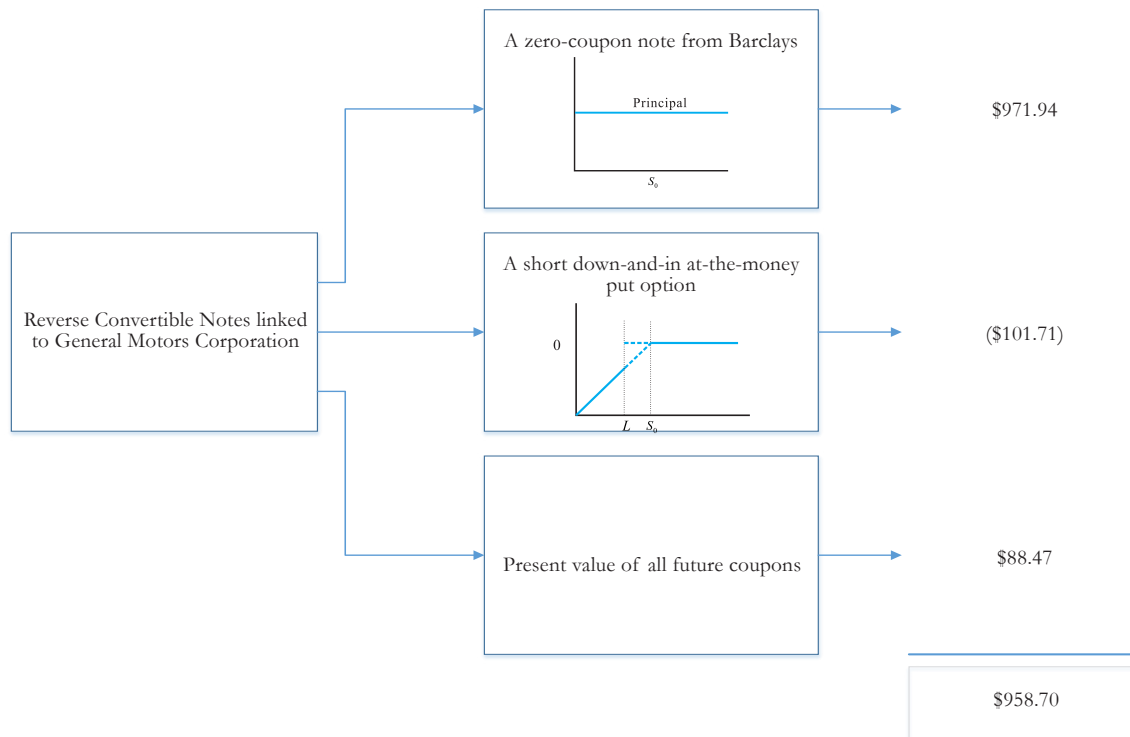 A zero-coupon note from Barclays
Principal
S₀
$971.94
Reverse Convertible Notes linked
to General Motors Corporation
A short down-and-in at-the-money
put option
0
L S₀
($101.71)
Present value of all future coupons
$88.47
$958.70